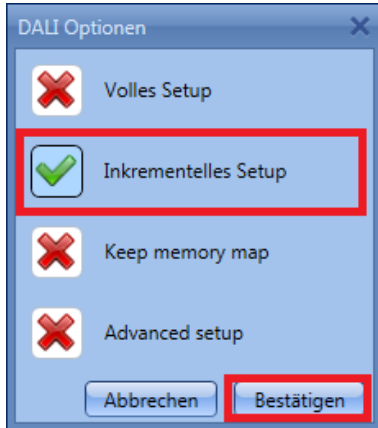 DALI Optionen
Volles Setup
Inkrementelles Setup
Keep memory map
Advanced setup
Abbrechen Bestätigen